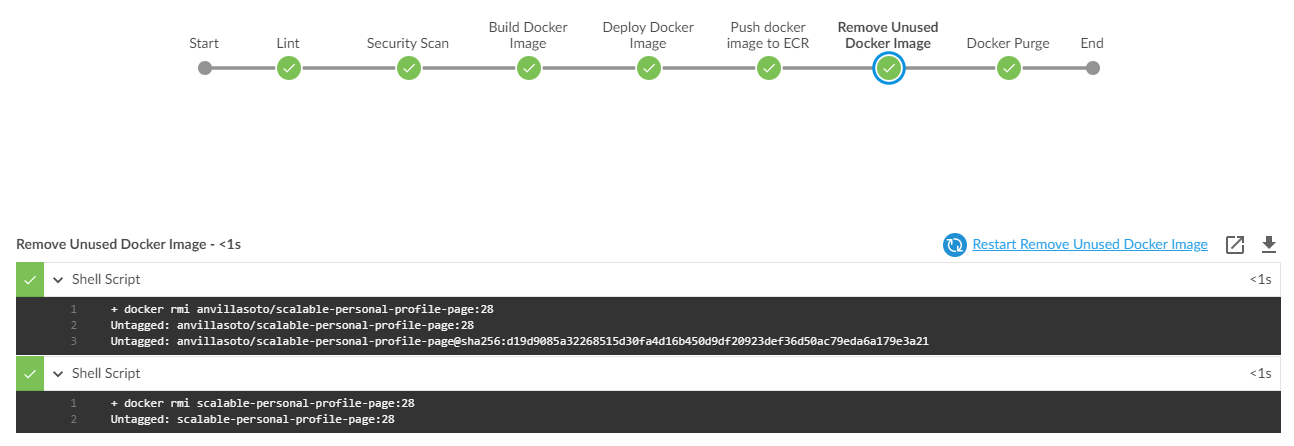 Start
Lint
Security Scan
Build Docker
Image
Deploy Docker
Image
Push docker
image to ECR
Remove Unused
Docker Image
Docker Purge
End
Remove Unused Docker Image - <1s
Restart Remove Unused Docker Image
Shell Script <1s
1 + docker rmi anvillasoto/scalable-personal-profile-page:28
2 Untagged: anvillasoto/scalable-personal-profile-page:28
3 Untagged: anvillasoto/scalable-personal-profile-page@sha256:d19d9085a32268515d30fa4d16b450d9df20923def36d50ac79eda6a179e3a21
Shell Script <1s
1 + docker rmi scalable-personal-profile-page:28
2 Untagged: scalable-personal-profile-page:28